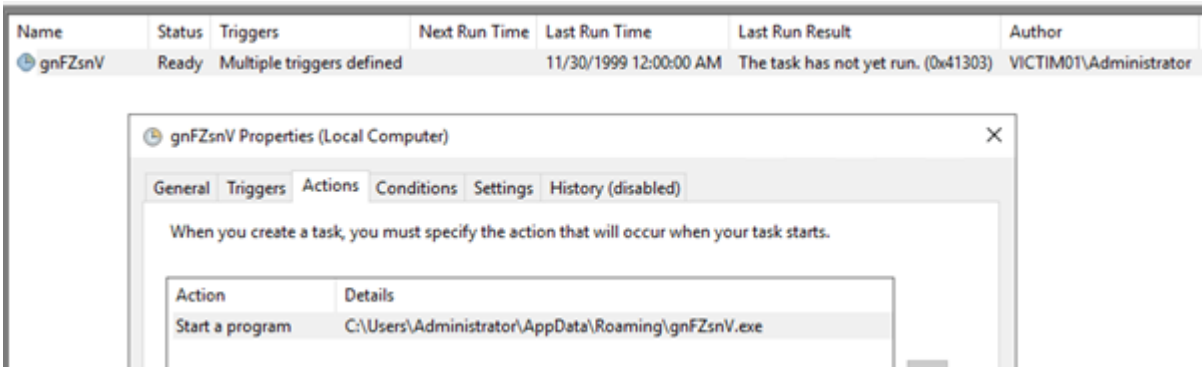 Name Status Triggers Next Run Time Last Run Time Last Run Result Author
gnFZsnV Ready Multiple triggers defined 11/30/1999 12:00:00 AM The task has not yet run. (0x41303) VICTIM01\Administrator
gnFZsnV Properties (Local Computer)
General Triggers Actions Conditions Settings History (disabled)
When you create a task, you must specify the action that will occur when your task starts.
Action Details
Start a program C:\Users\Administrator\AppData\Roaming\gnFZsnV.exe